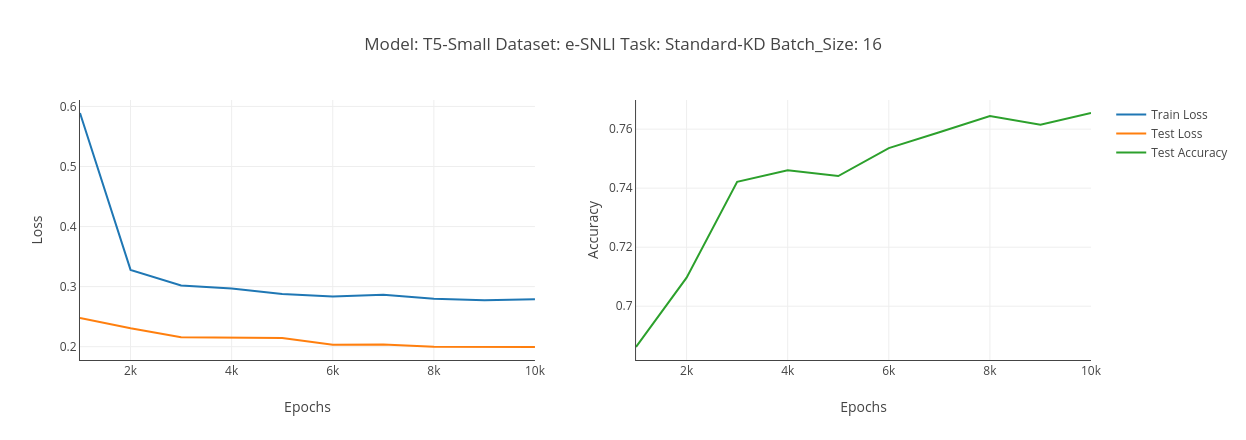 Model: T5-Small Dataset: e-SNLI Task: Standard-KD Batch_Size: 16
0.6
0.5
0.4
0.3
0.2
Loss
2k
4k
6k
8k
10k
Epochs
0.76
0.74
0.72
0.7
Accuracy
2k
4k
6k
8k
10k
Epochs
Train Loss
Test Loss
Test Accuracy